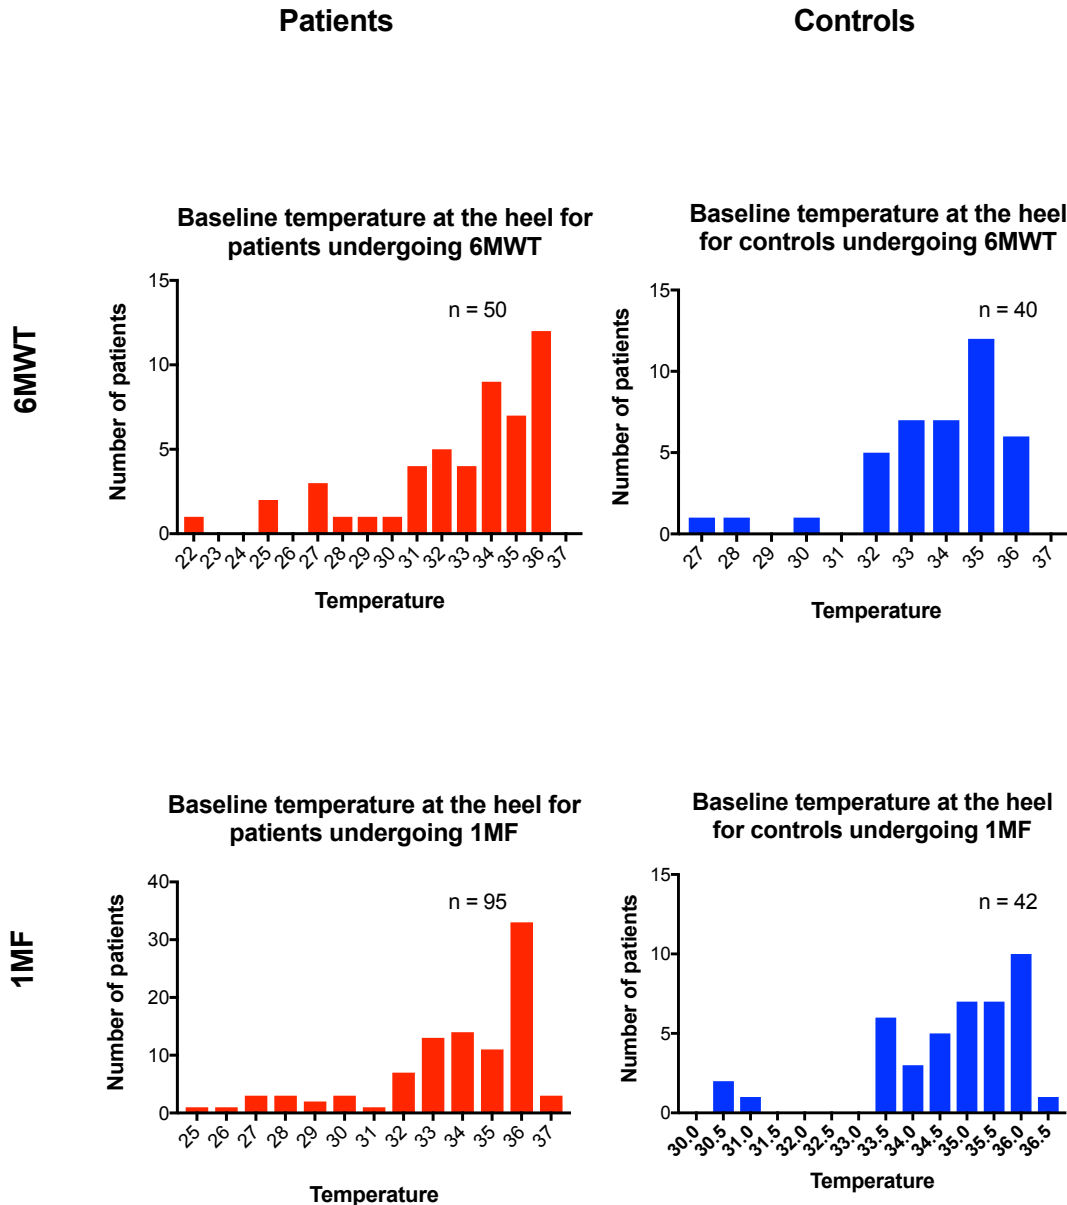 Patients
Controls
6MWT
Baseline temperature at the heel for
patients undergoing 6MWT
n = 50
Number of patients
15
10
5
0
22 23 24 25 26 27 28 29 30 31 32 33 34 35 36 37
Temperature
Baseline temperature at the heel
for controls undergoing 6MWT
n = 40
Number of patients
15
10
5
0
27 28 29 30 31 32 33 34 35 36 37
Temperature
1MF
Baseline temperature at the heel for
patients undergoing 1MF
n = 95
Number of patients
40
30
20
10
0
25 26 27 28 29 30 31 32 33 34 35 36 37
Temperature
Baseline temperature at the heel
for controls undergoing 1MF
n = 42
Number of patients
15
10
5
0
30.0 30.5 31.0 31.5 32.0 32.5 33.0 33.5 34.0 34.5 35.0 35.5 36.0 36.5
Temperature